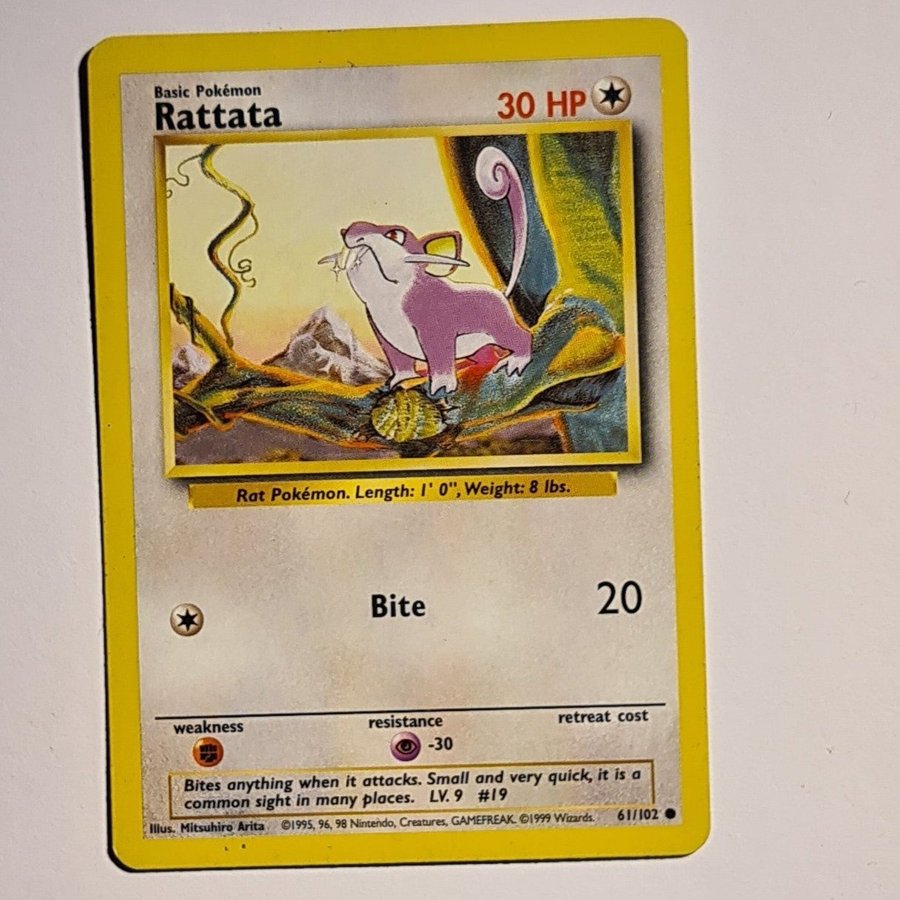 Basic Pokémon
Rattata
30 HP
Rat Pokémon. Length: 1' 0", Weight: 8 lbs.
Bite 20
weakness resistance retreat cost
-30
Bites anything when it attacks. Small and very quick, it is a
common sight in many places. LV. 9 #19
Illus. Mitsuhiro Arita ©1995, 96, 98 Nintendo, Creatures, GAMEFREAK. ©1999 Wizards. 61/102